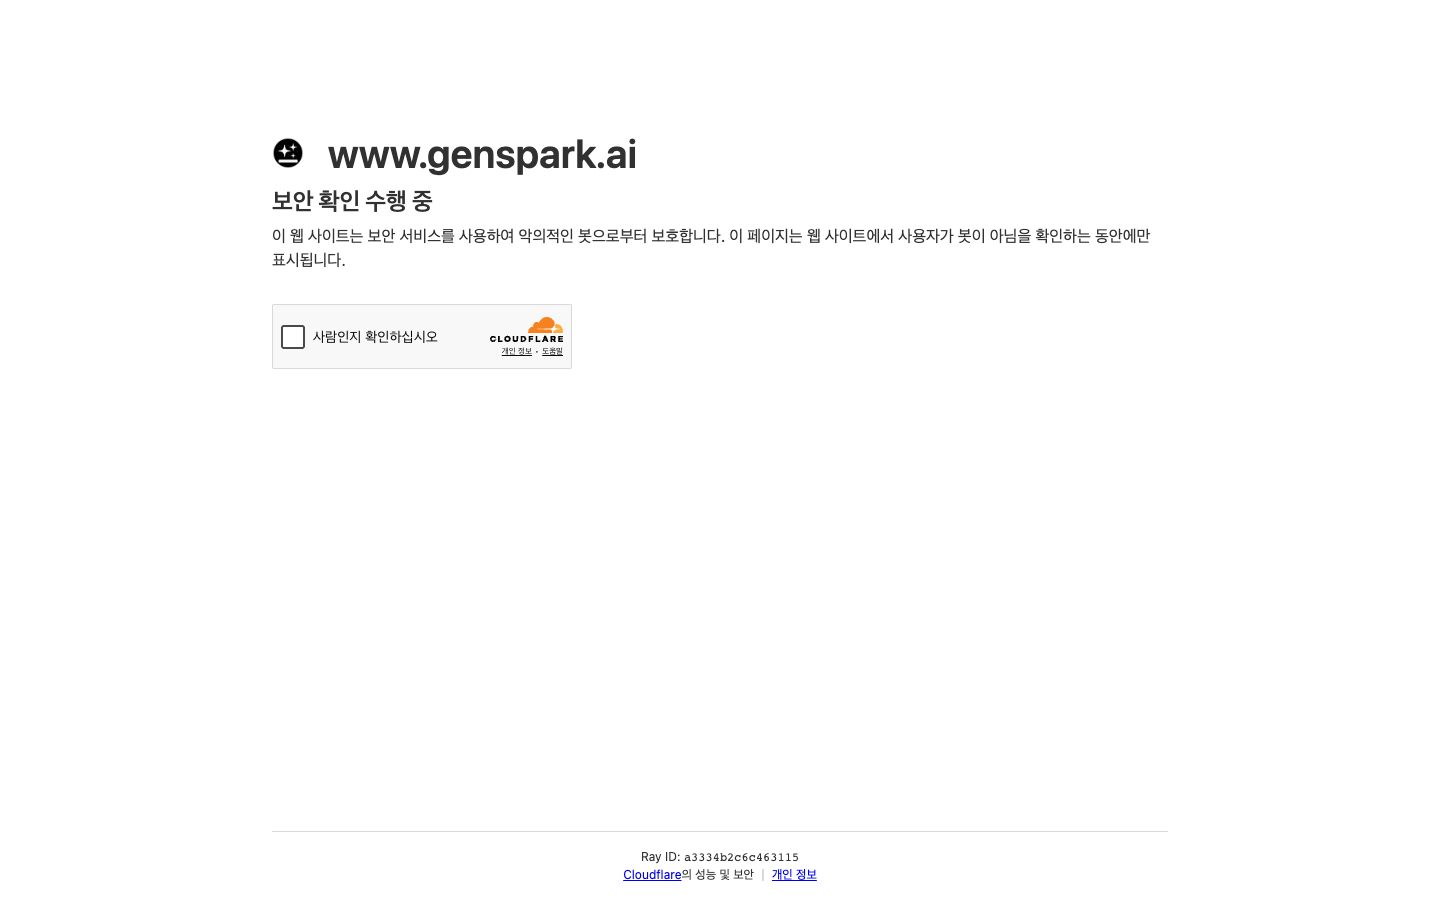 www.genspark.ai
보안 확인 수행 중
이 웹 사이트는 보안 서비스를 사용하여 악의적인 봇으로부터 보호합니다. 이 페이지는 웹 사이트에서 사용자가 봇이 아님을 확인하는 동안에만
표시됩니다.
사람인지 확인하십시오
CLOUDFLARE
개인 정보 • 도움말
Ray ID: a3334b2c6c463115
Cloudflare의 성능 및 보안 | 개인 정보